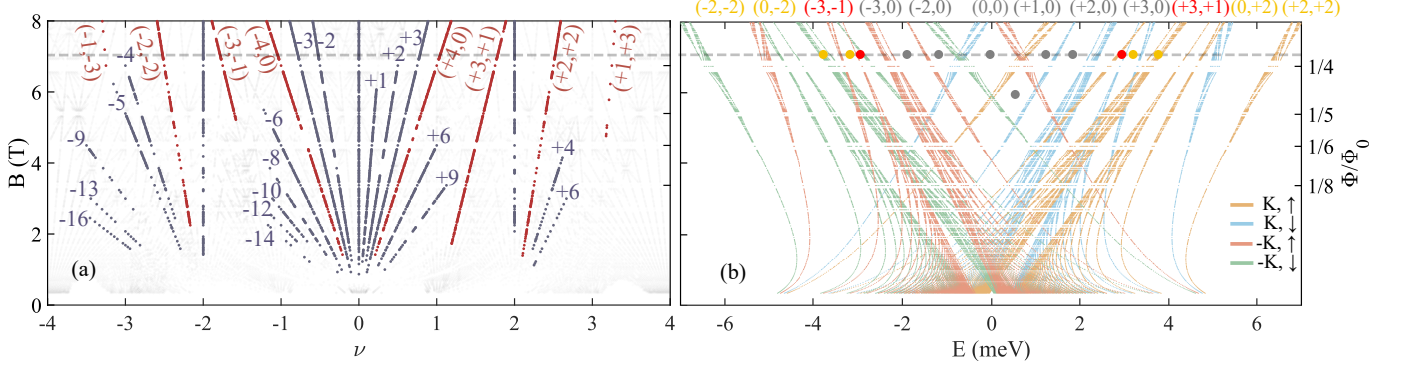 (-2,-2) (0,-2) (-3,-1) (-3,0) (-2,0) (0,0) (+1,0) (+2,0) (+3,0) (+3,+1) (0,+2) (+2,+2)
8
6
4
2
0
B (T)
(-1,+3)
-4
(-2,-2)
(-3,-1)
(-4,0)
-3
-2
+3
+2
+1
(+4,0)
(+3,+1)
(+2,+2)
(+1,+3)
-5
-9
-13
-16
-6
-8
-10
-12
-14
+6
+9
+4
+6
(a)
-4 -3 -2 -1 0 1 2 3 4
ν
1/4
1/5
1/6
1/8
Φ/Φ0
K, ↑
K, ↓
-K, ↑
-K, ↓
(b)
-6 -4 -2 0 2 4 6
E (meV)